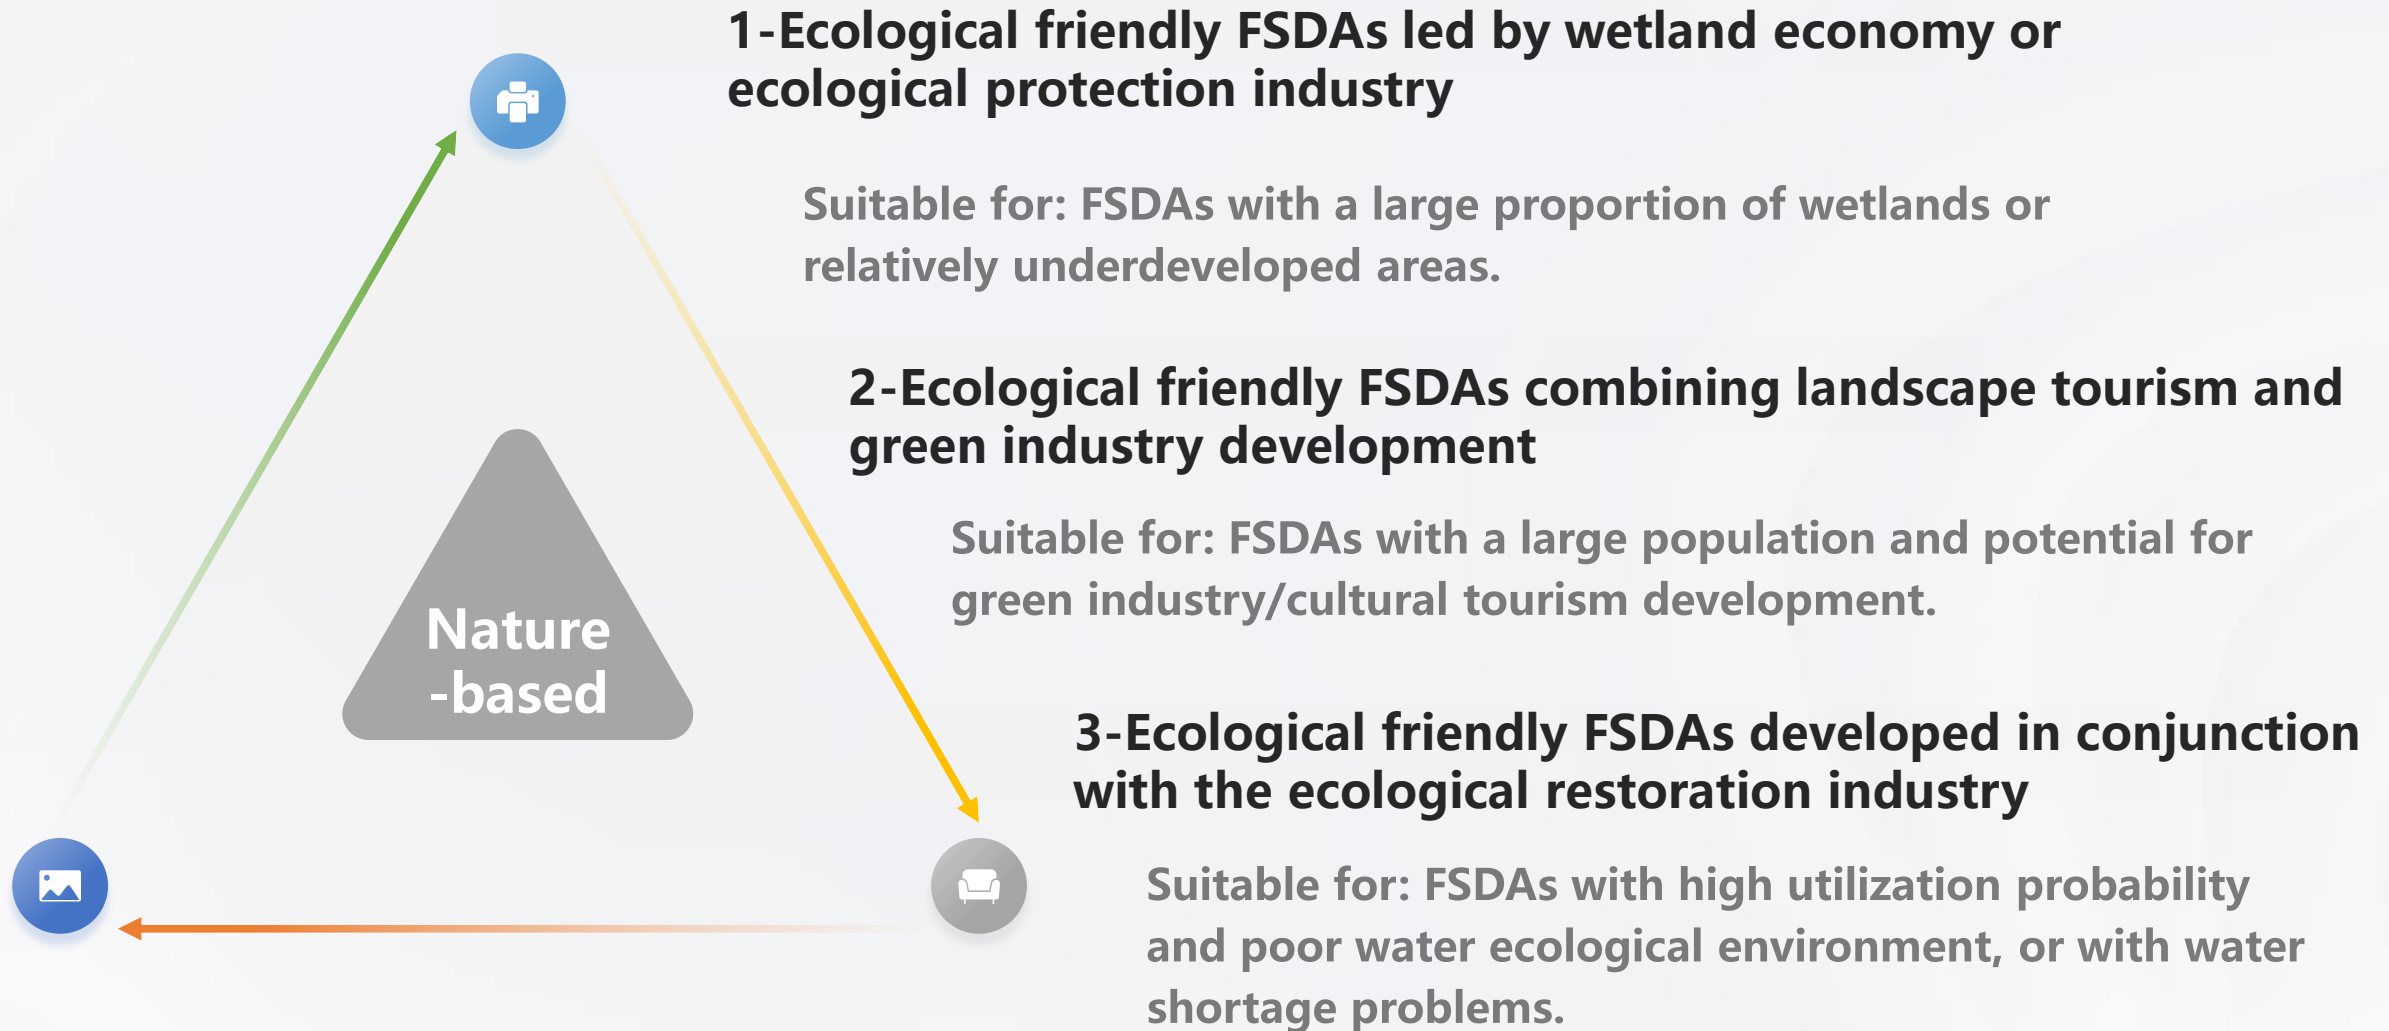 1-Ecological friendly FSDAs led by wetland economy or
ecological protection industry
Suitable for: FSDAs with a large proportion of wetlands or
relatively underdeveloped areas.
2-Ecological friendly FSDAs combining landscape tourism and
green industry development
Suitable for: FSDAs with a large population and potential for
green industry/cultural tourism development.
Nature
-based
3-Ecological friendly FSDAs developed in conjunction
with the ecological restoration industry
Suitable for: FSDAs with high utilization probability
and poor water ecological environment, or with water
shortage problems.